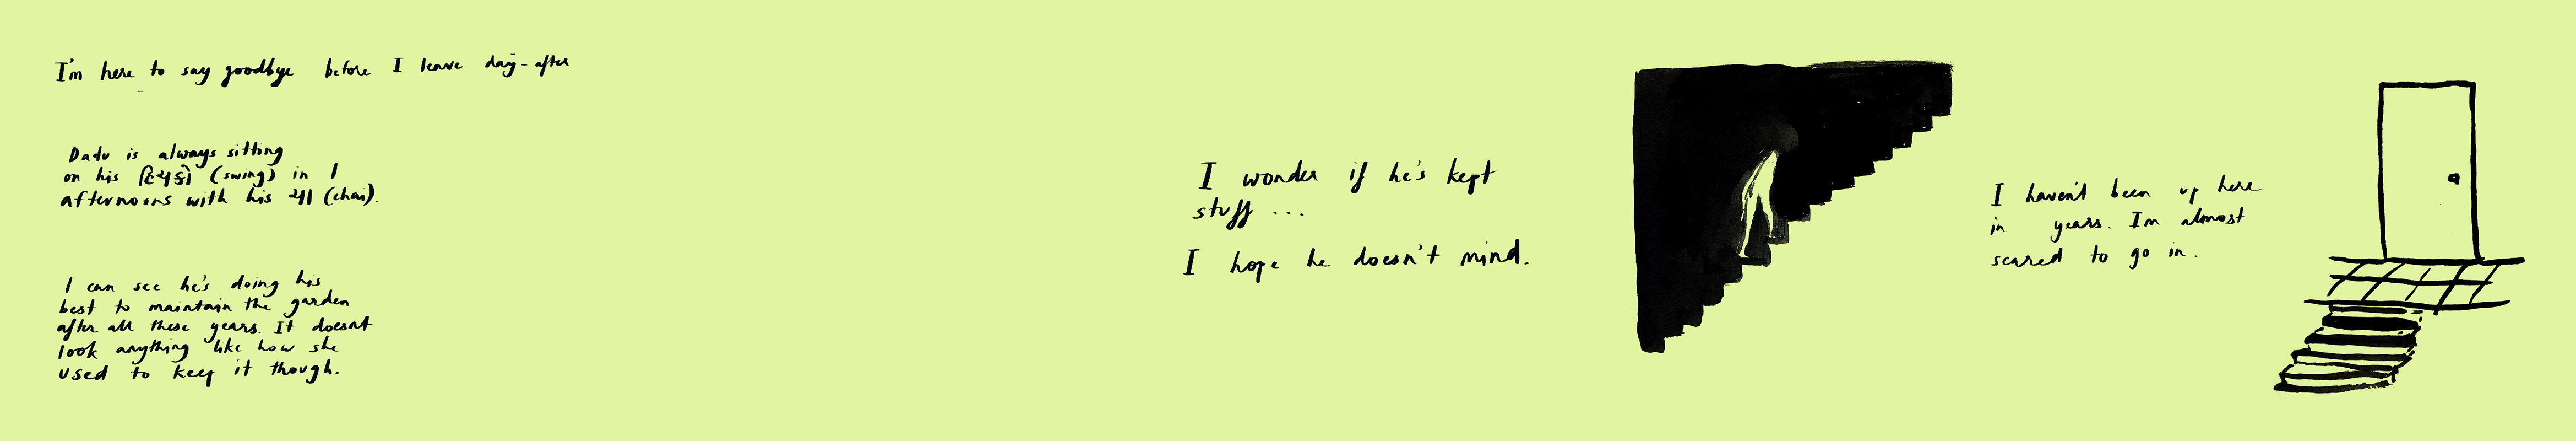 I'm here to say goodbye before I leave day-after
Dadu is always sitting
on his હિંચકો (swing) in
afternoons with his ચા (chai).
I can see he's doing his
best to maintain the garden
after all these years. It doesnt
look anything like how she
used to keep it though.
I wonder if he's kept
stuff ...
I hope he doesn't mind.
I haven't been up here
in years. I'm almost
scared to go in.